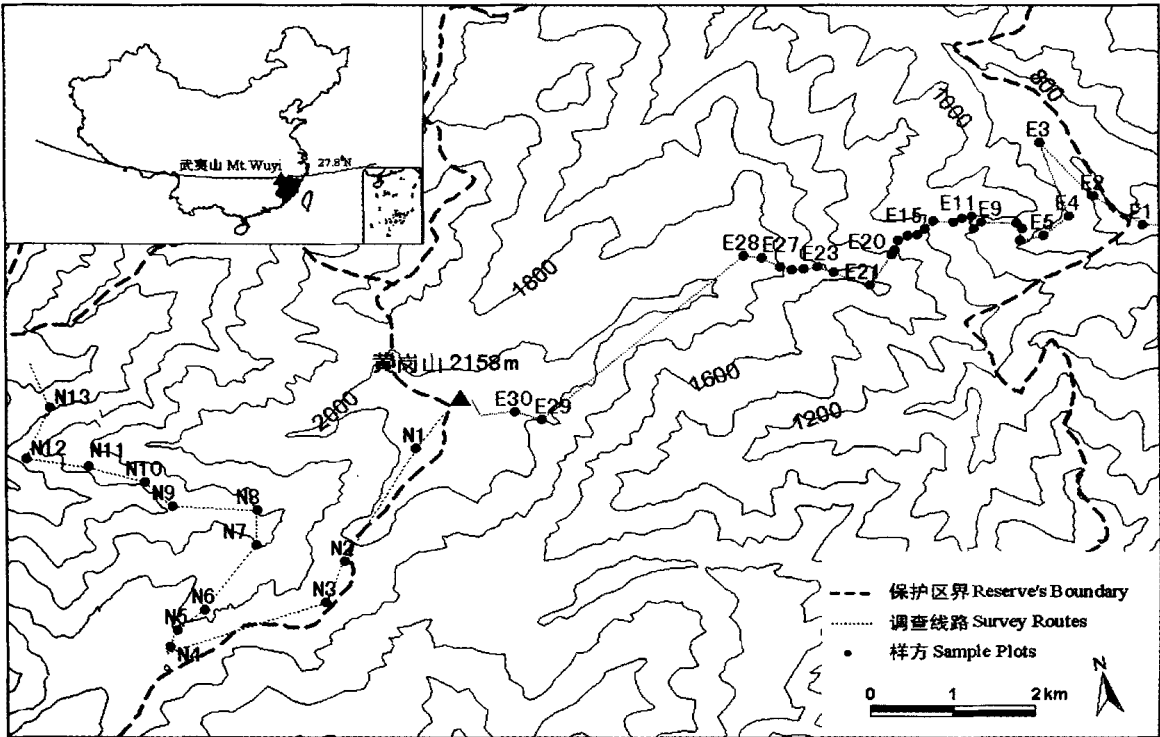 武夷山 Mt. Wuyi
27.8°N
800
1000
E3
E2
E1
E4
E5
E11
E9
E15
E20
E28
E27
E23
E21
1800
黄岗山 2158m
1600
2000
E30
E29
1200
N13
N1
N12
N11
N10
N9
N8
N7
N2
N3
N6
N5
N4
保护区界 Reserve's Boundary
调查线路 Survey Routes
样方 Sample Plots
N
0 1 2 km